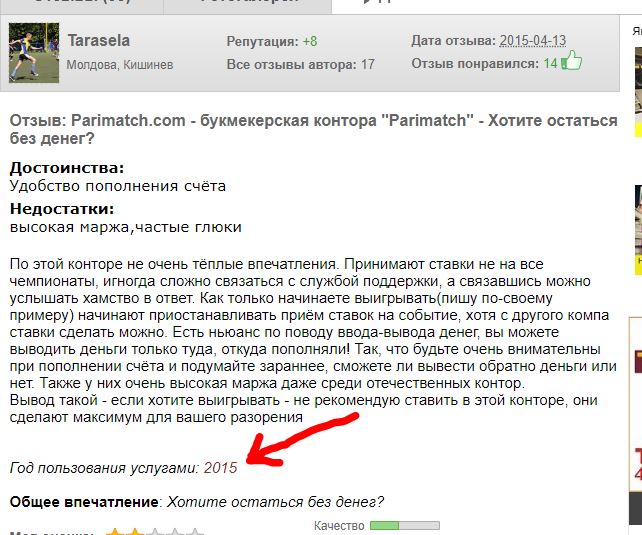 Tarasela
Репутация: +8
Дата отзыва: 2015-04-13
Молдова, Кишинев
Все отзывы автора: 17
Отзыв понравился: 14
Отзыв: Parimatch.com - букмекерская контора "Parimatch" - Хотите остаться
без денег?
Достоинства:
Удобство пополнения счёта
Недостатки:
высокая маржа,частые глюки
По этой конторе не очень тёплые впечатления. Принимают ставки не на все
чемпионаты, игногда сложно связаться с службой поддержки, а связавшись можно
услышать хамство в ответ. Как только начинаете выигрывать(пишу по-своему
примеру) начинают приостанавливать приём ставок на событие, хотя с другого компа
ставки сделать можно. Есть ньюанс по поводу ввода-вывода денег, вы можете
выводить деньги только туда, откуда пополняли! Так, что будьте очень внимательны
при пополнении счёта и подумайте зараннее, сможете ли вывести обратно деньги или
нет. Также у них очень высокая маржа даже среди отечественных контор.
Вывод такой - если хотите выигрывать - не рекомендую ставить в этой конторе, они
сделают максимум для вашего разорения
Год пользования услугами: 2015
Общее впечатление: Хотите остаться без денег?
Качество